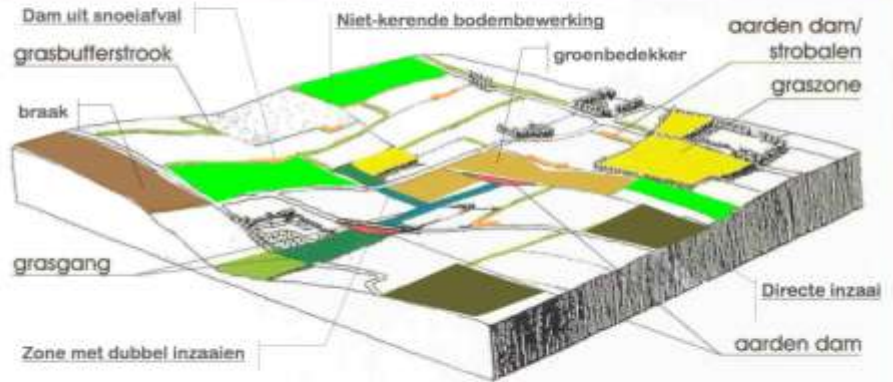 Dam uit snoeiafval
Niet-kerende bodembewerking
aarden dam/
strobalen
grasbufferstrook
groenbedekker
graszone
braak
grasgang
Directe inzaai
Zone met dubbel inzaaien
aarden dam